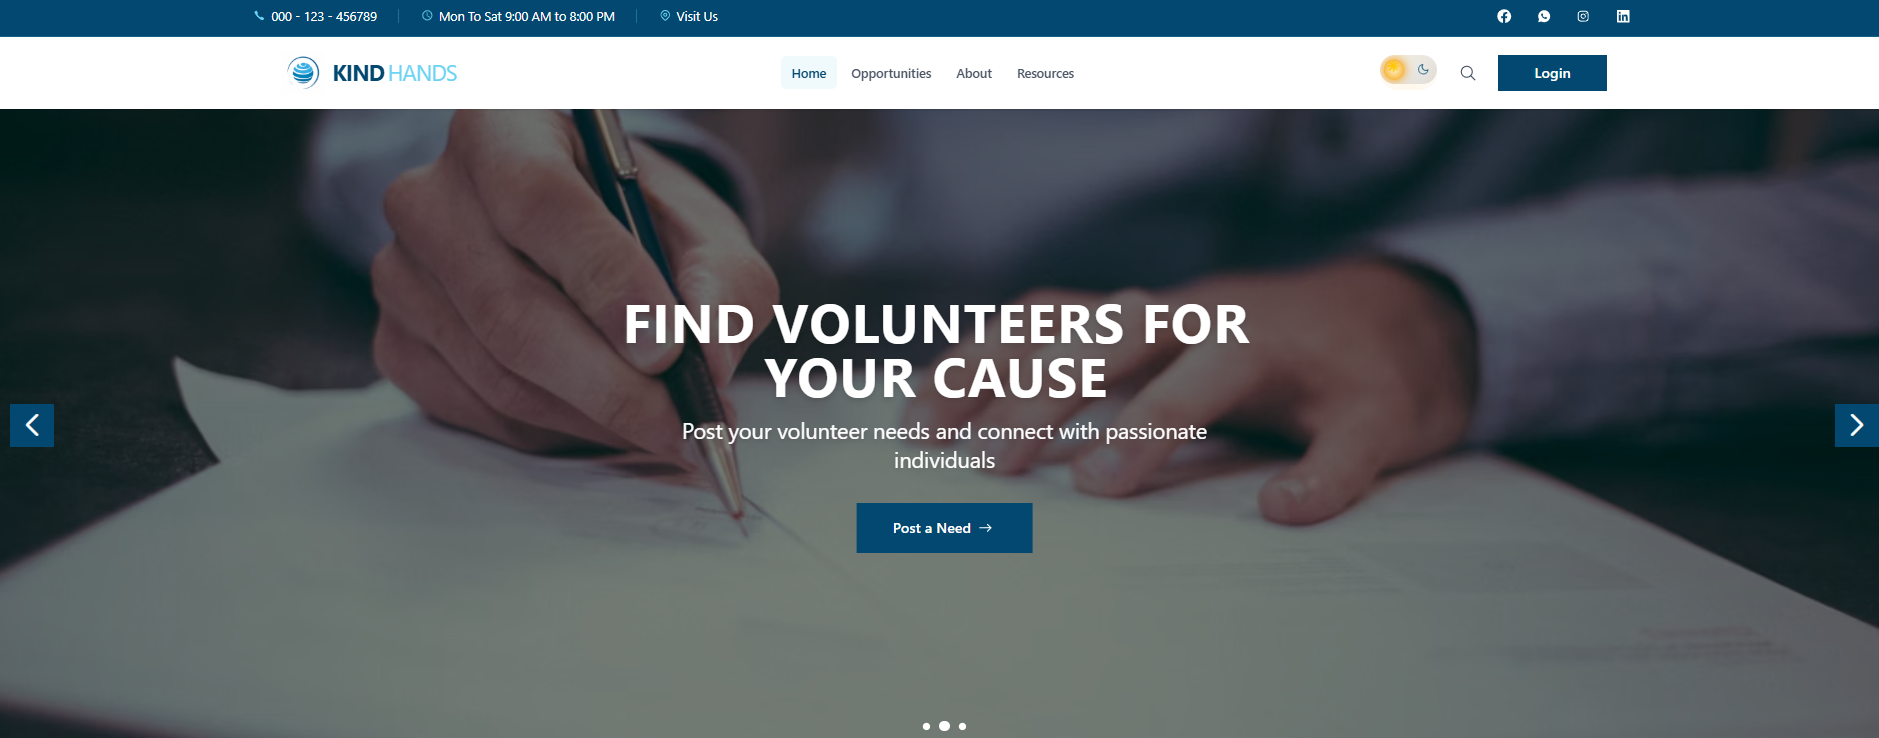 000 - 123 - 456789
Mon To Sat 9:00 AM to 8:00 PM
Visit Us
KIND HANDS
Home
Opportunities
About
Resources
Login
FIND VOLUNTEERS FOR
YOUR CAUSE
Post your volunteer needs and connect with passionate
individuals
Post a Need